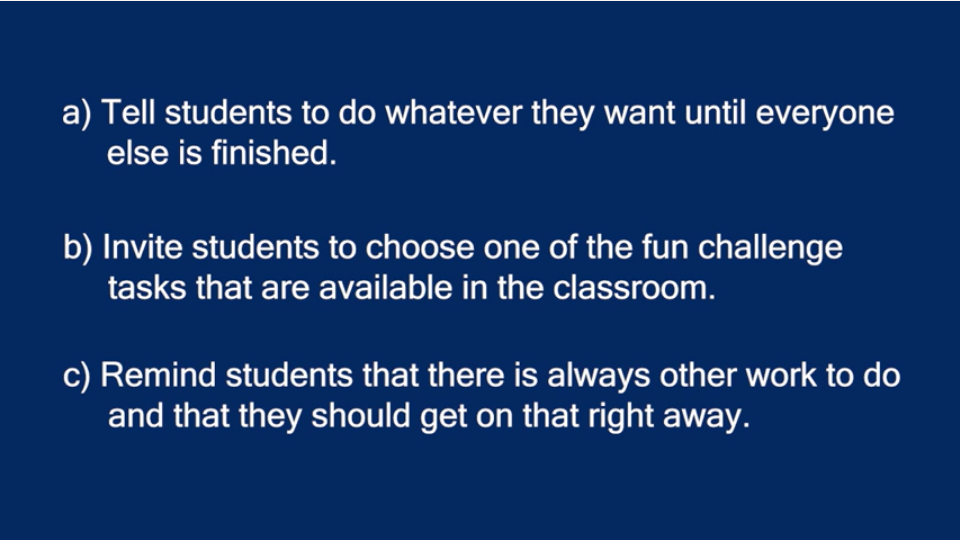 a) Tell students to do whatever they want until everyone
else is finished.
b) Invite students to choose one of the fun challenge
tasks that are available in the classroom.
c) Remind students that there is always other work to do
and that they should get on that right away.